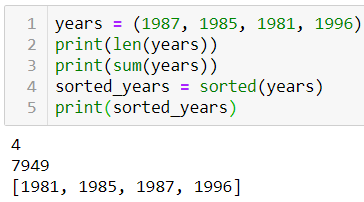 1 years = (1987, 1985, 1981, 1996)
2 print(len(years))
3 print(sum(years))
4 sorted_years = sorted(years)
5 print(sorted_years)
4
7949
[1981, 1985, 1987, 1996]